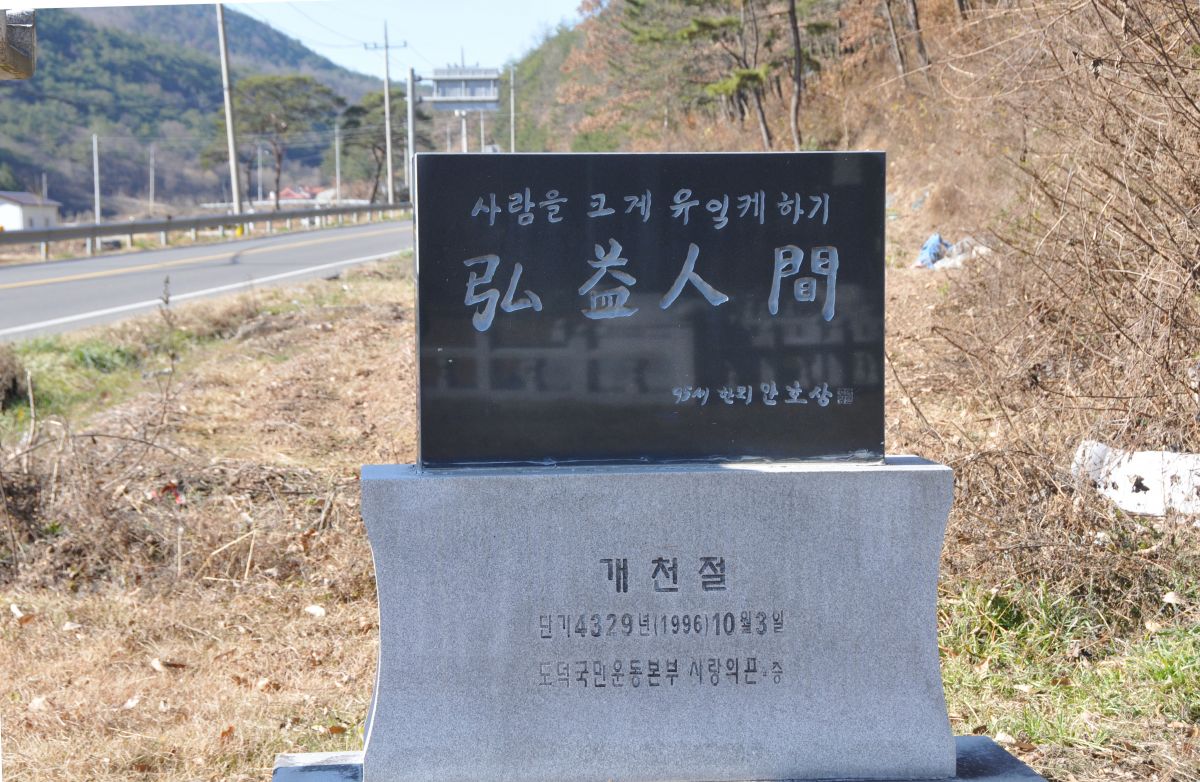 사람을 크게 유익케 하기
弘益人間
95세 한뫼 안호상
개천절
단기4329년(1996)10월3일
도덕국민운동본부 사랑의끈